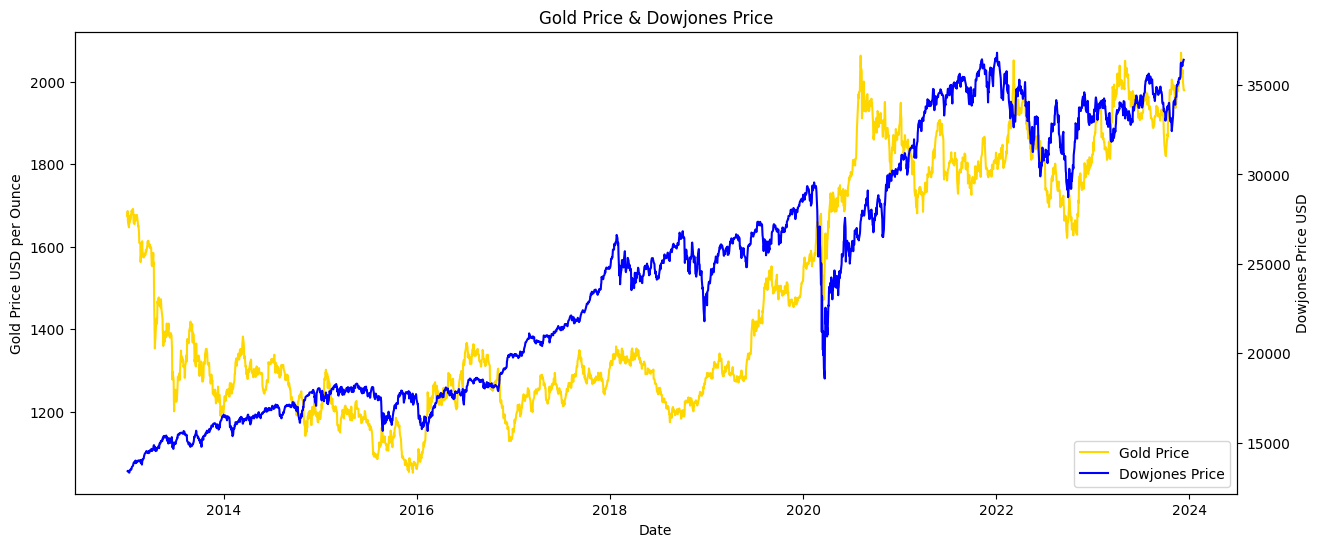 Gold Price & Dowjones Price
Gold Price USD per Ounce
2000
1800
1600
1400
1200
35000
30000
25000
20000
15000
Dowjones Price USD
Gold Price
Dowjones Price
2014
2016
2018
2020
2022
2024
Date